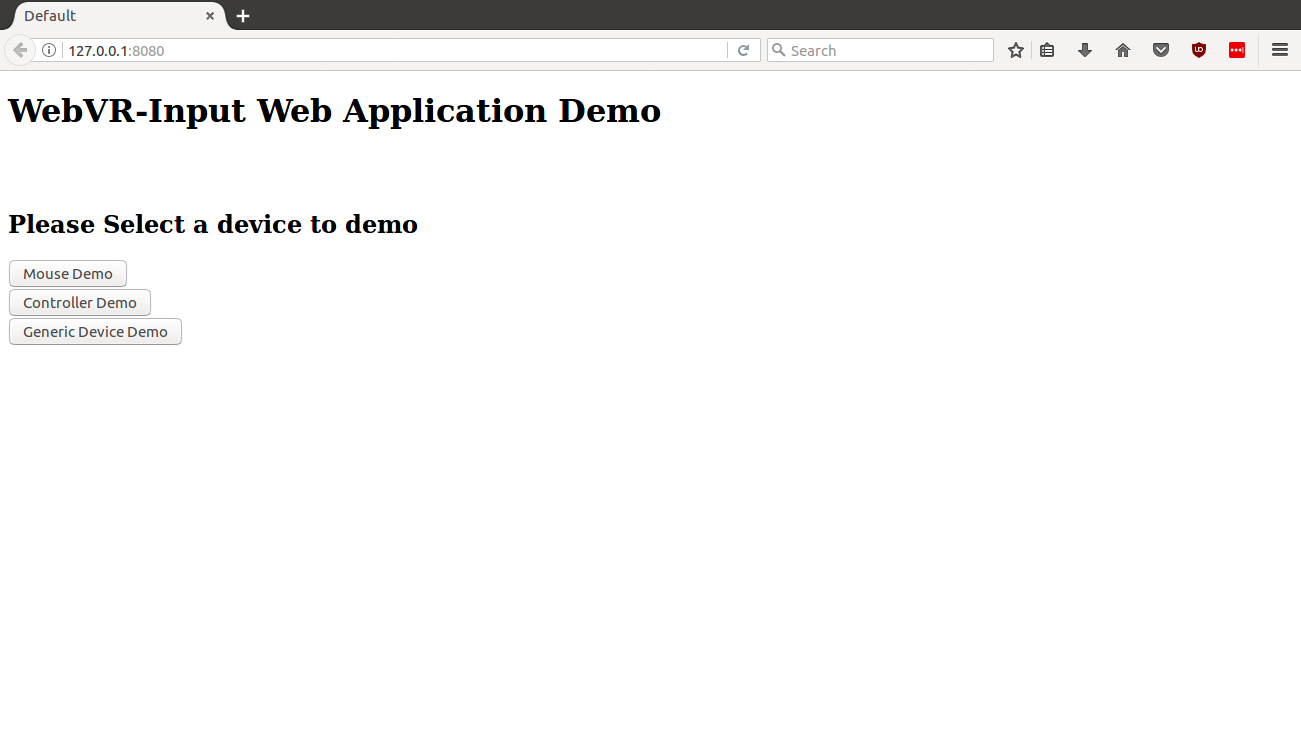 Default
127.0.0.1:8080
Search
WebVR-Input Web Application Demo
Please Select a device to demo
Mouse Demo
Controller Demo
Generic Device Demo